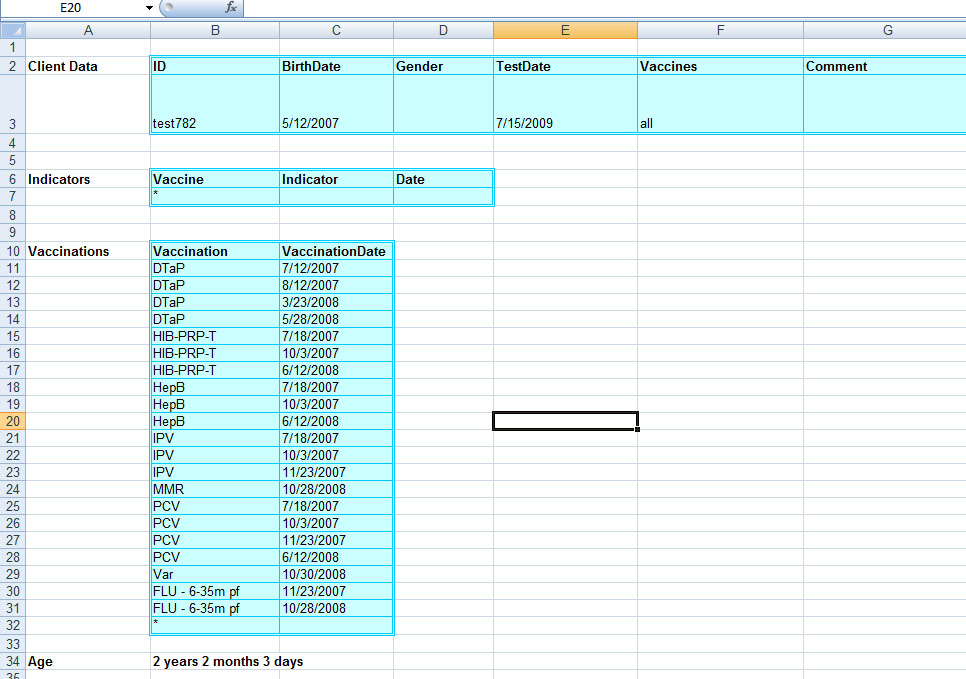 E20 fx
A B C D E F G
1
2 Client Data ID BirthDate Gender TestDate Vaccines Comment
3 test782 5/12/2007 7/15/2009 all
4
5
6 Indicators Vaccine Indicator Date
7 *
8
9
10 Vaccinations Vaccination VaccinationDate
11 DTaP 7/12/2007
12 DTaP 8/12/2007
13 DTaP 3/23/2008
14 DTaP 5/28/2008
15 HIB-PRP-T 7/18/2007
16 HIB-PRP-T 10/3/2007
17 HIB-PRP-T 6/12/2008
18 HepB 7/18/2007
19 HepB 10/3/2007
20 HepB 6/12/2008
21 IPV 7/18/2007
22 IPV 10/3/2007
23 IPV 11/23/2007
24 MMR 10/28/2008
25 PCV 7/18/2007
26 PCV 10/3/2007
27 PCV 11/23/2007
28 PCV 6/12/2008
29 Var 10/30/2008
30 FLU - 6-35m pf 11/23/2007
31 FLU - 6-35m pf 10/28/2008
32 *
33
34 Age 2 years 2 months 3 days
35